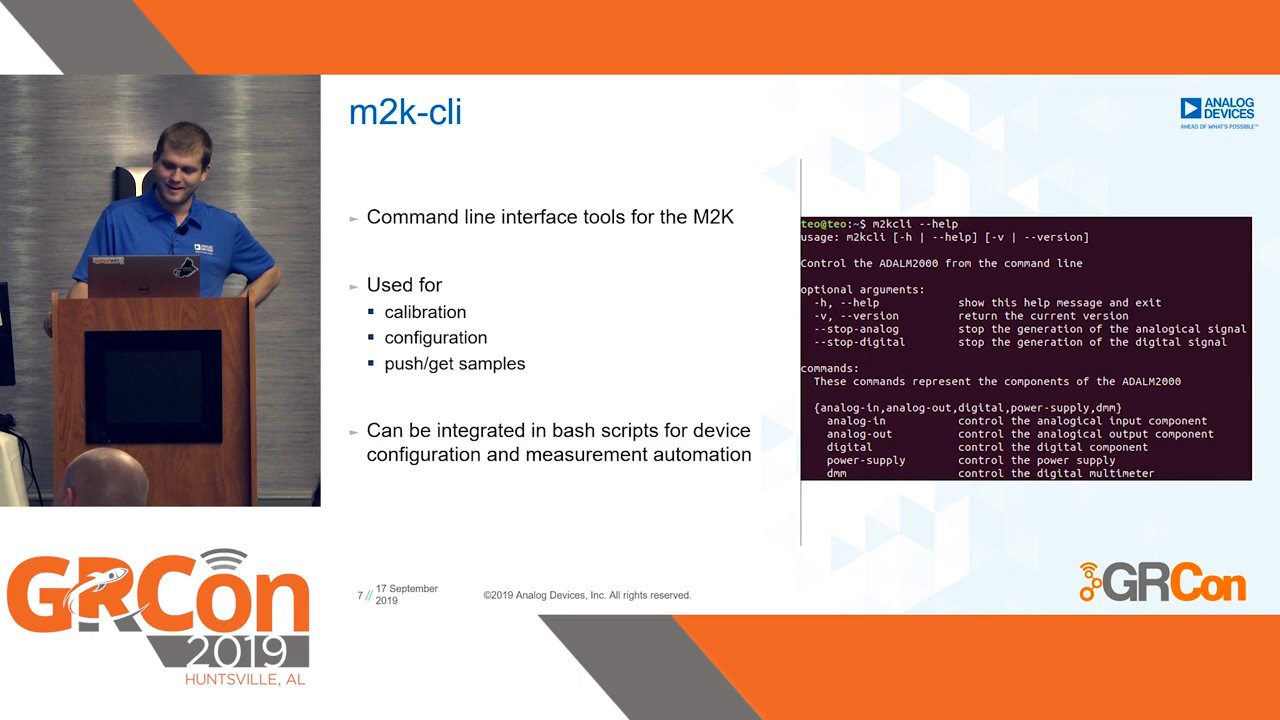 m2k-cli
ANALOG
DEVICES
AHEAD OF WHAT'S POSSIBLE™
► Command line interface tools for the M2K
► Used for
▪ calibration
▪ configuration
▪ push/get samples
► Can be integrated in bash scripts for device
configuration and measurement automation
teo@teo:~$ m2kcli --help
usage: m2kcli [-h | --help] [-v | --version]
Control the ADALM2000 from the command line
optional arguments:
-h, --help show this help message and exit
-v, --version return the current version
--stop-analog stop the generation of the analogical signal
--stop-digital stop the generation of the digital signal
commands:
These commands represent the components of the ADALM2000
{analog-in,analog-out,digital,power-supply,dmm}
analog-in control the analogical input component
analog-out control the analogical output component
digital control the digital component
power-supply control the power supply
dmm control the digital multimeter
7 // 17 September
2019
©2019 Analog Devices, Inc. All rights reserved.
GRCon
GRCon
2019
HUNTSVILLE, AL